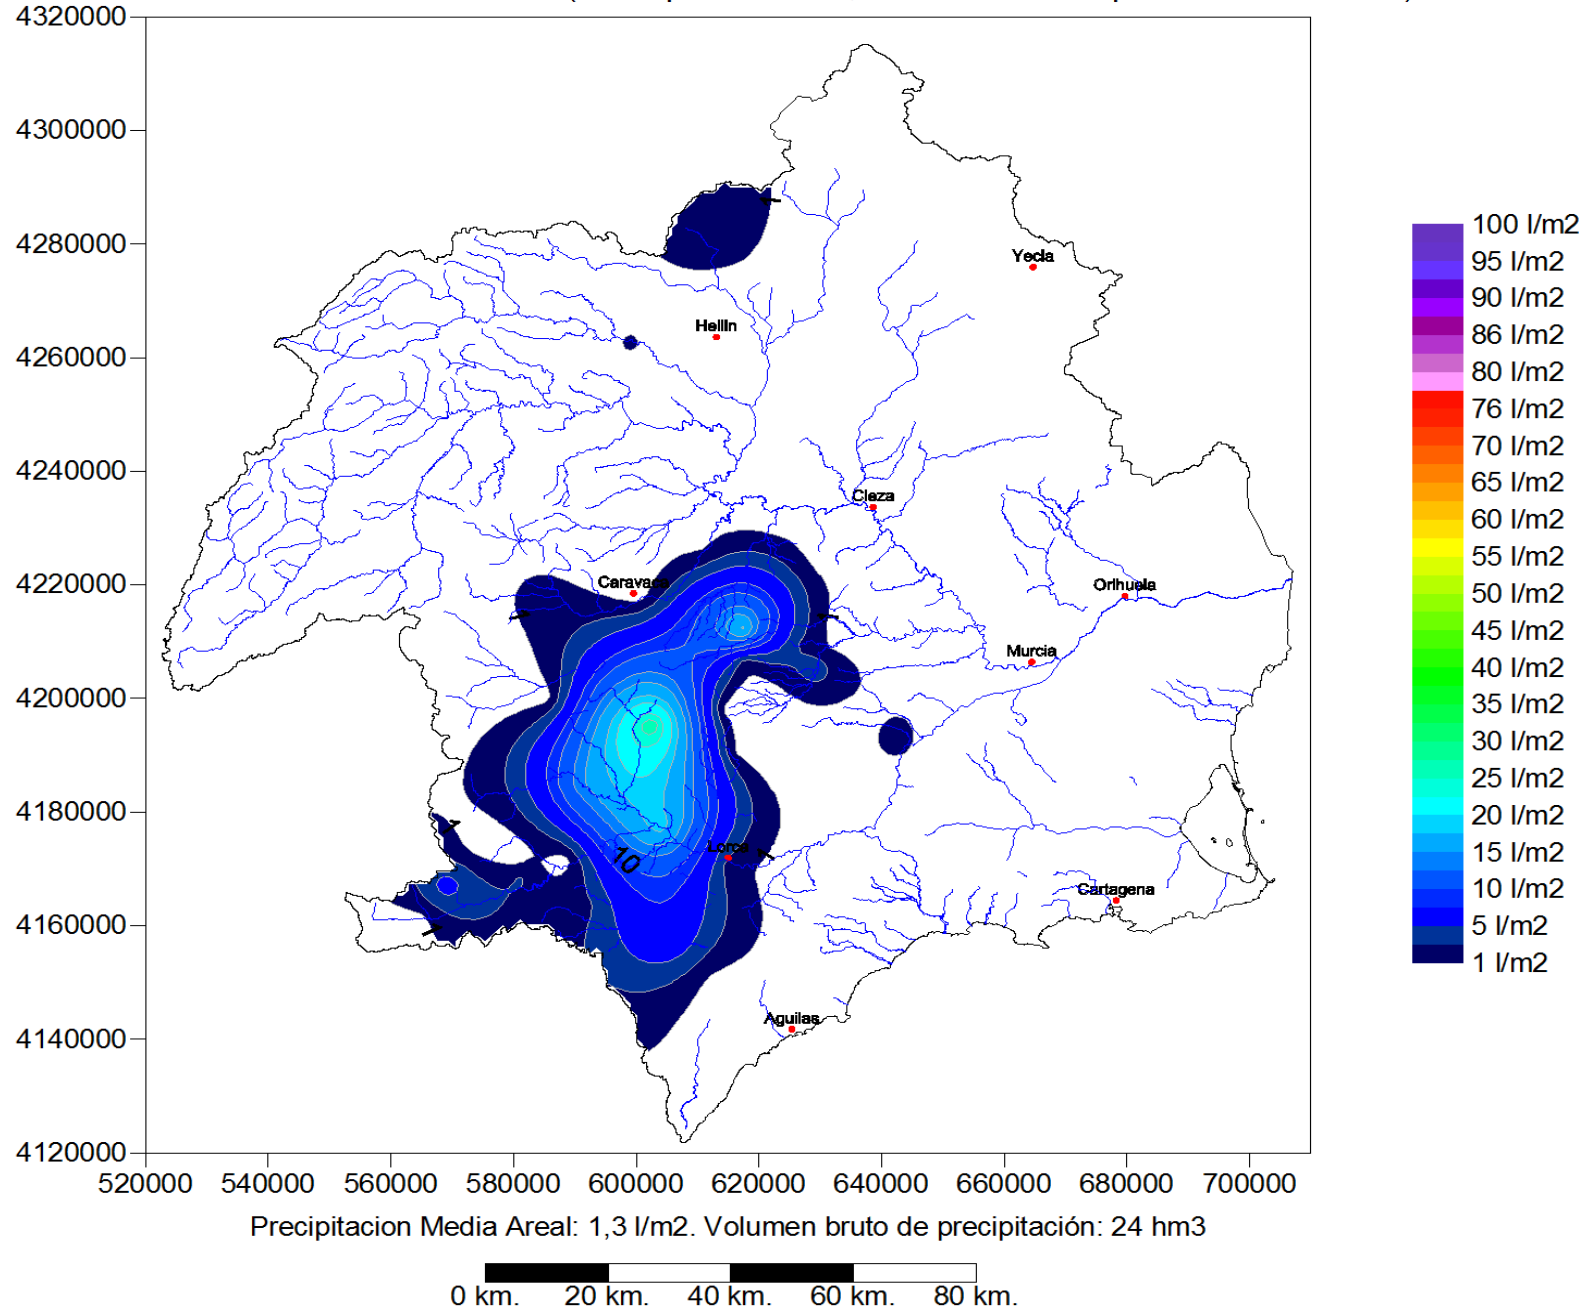 4320000
4300000
4280000
4260000
4240000
4220000
4200000
4180000
4160000
4140000
4120000
520000 540000 560000 580000 600000 620000 640000 660000 680000 700000
Yecla
Hellin
Cieza
Caravaca
Orihuela
Murcia
Lorca
10
Cartagena
Aguilas
100 l/m2
95 l/m2
90 l/m2
86 l/m2
80 l/m2
76 l/m2
70 l/m2
65 l/m2
60 l/m2
55 l/m2
50 l/m2
45 l/m2
40 l/m2
35 l/m2
30 l/m2
25 l/m2
20 l/m2
15 l/m2
10 l/m2
5 l/m2
1 l/m2
Precipitacion Media Areal: 1,3 l/m2. Volumen bruto de precipitación: 24 hm3
0 km. 20 km. 40 km. 60 km. 80 km.